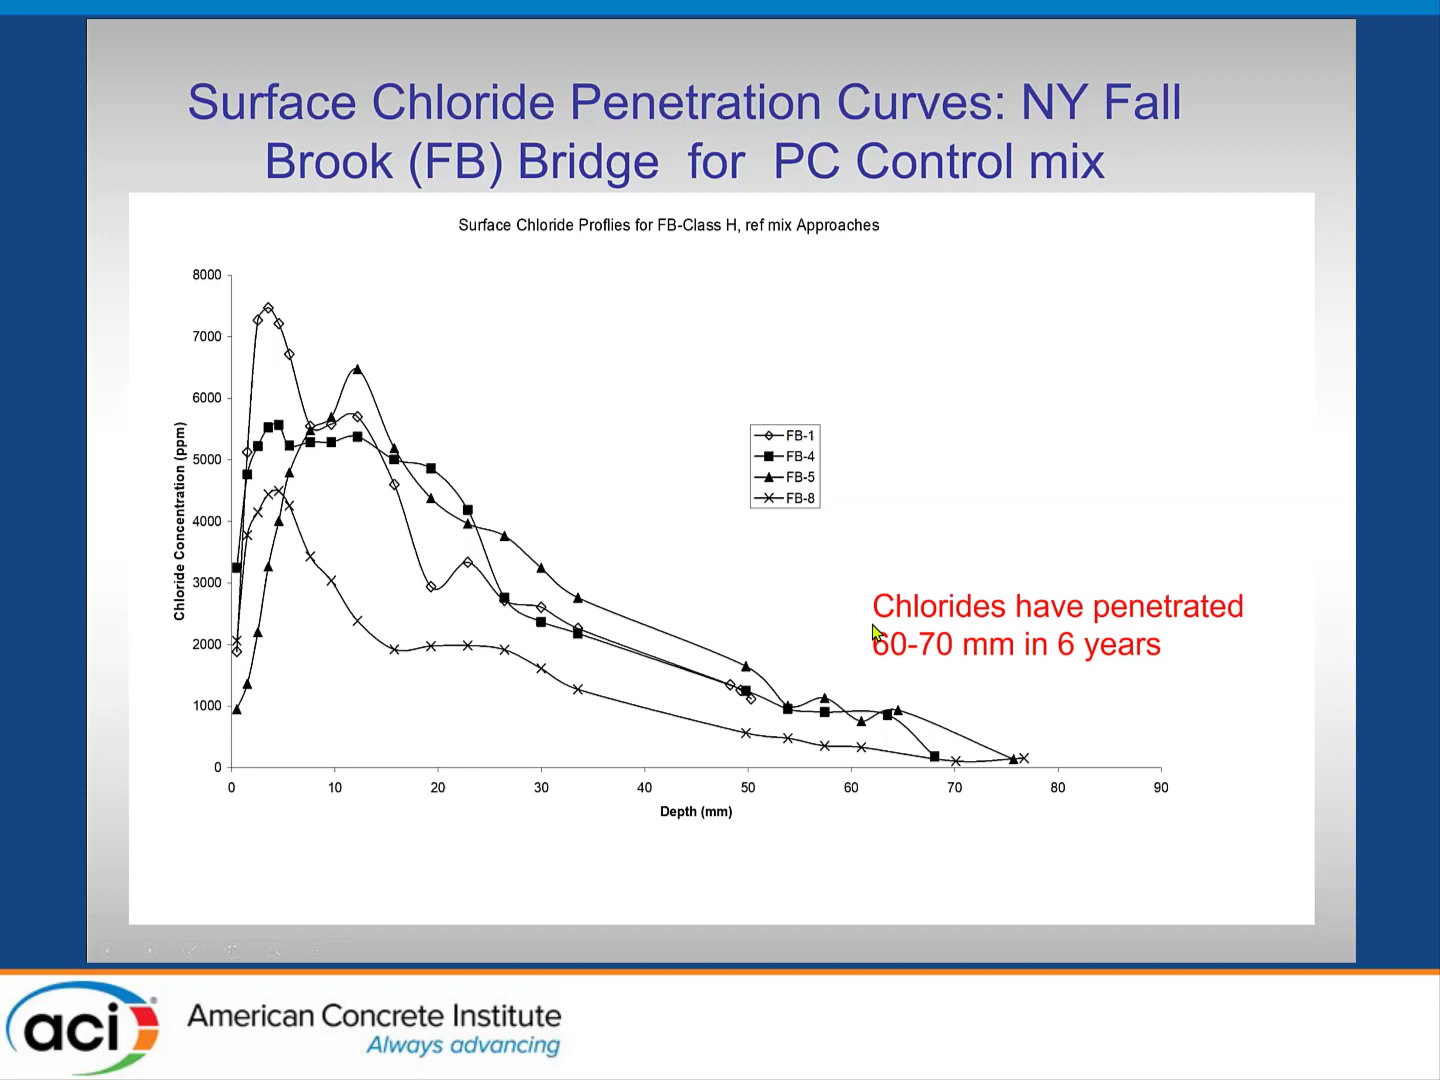 Surface Chloride Penetration Curves: NY Fall
Brook (FB) Bridge for PC Control mix
Surface Chloride Proflies for FB-Class H, ref mix Approaches
8000
7000
6000
5000
4000
3000
2000
1000
0
Chloride Concentration (ppm)
FB-1
FB-4
FB-5
FB-8
Chlorides have penetrated
60-70 mm in 6 years
0 10 20 30 40 50 60 70 80 90
Depth (mm)
aci
American Concrete Institute
Always advancing